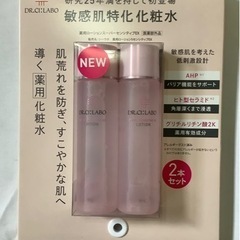 研究25年満を持して初登場
敏感肌特化化粧水
DR.CI:LABO
NEW
肌荒れを防ぎ、すこやかな肌へ
導く薬用化粧水
敏感肌を考えた
低刺激設計
AHP
バリア機能をサポート
ヒト型セラミド
角層深くまで浸透
グリチルリチン酸2K
薬用有効成分
2本セット
DR.CI:LABO